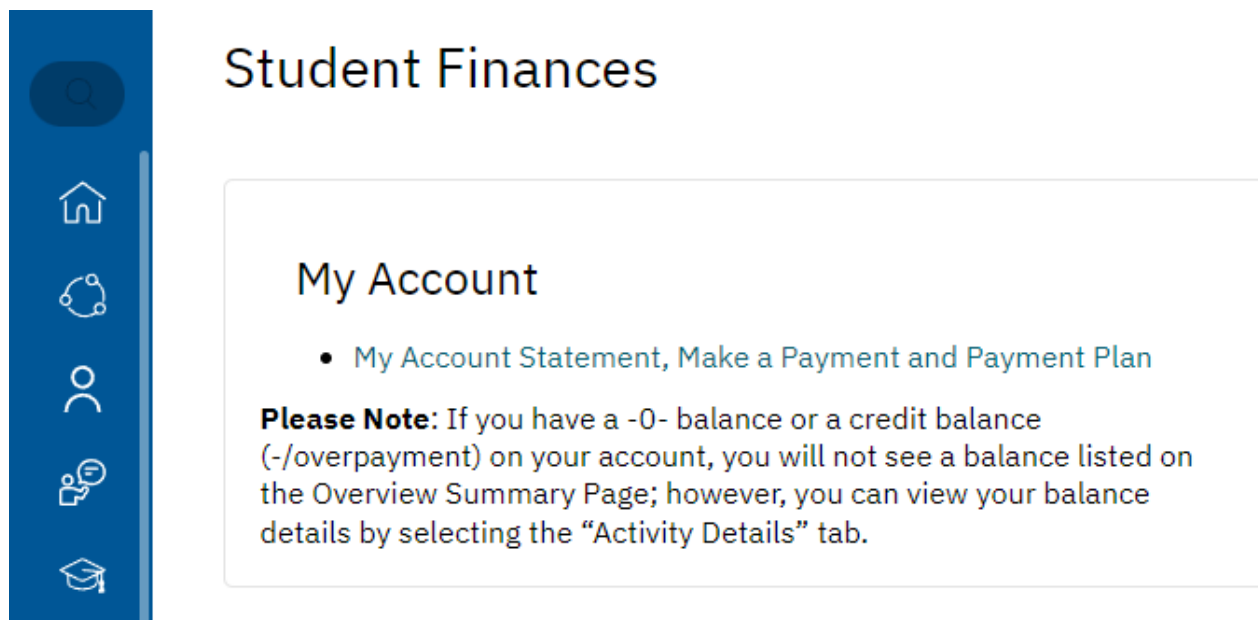 Student Finances
My Account
• My Account Statement, Make a Payment and Payment Plan
Please Note: If you have a -0- balance or a credit balance
(-/overpayment) on your account, you will not see a balance listed on
the Overview Summary Page; however, you can view your balance
details by selecting the “Activity Details” tab.